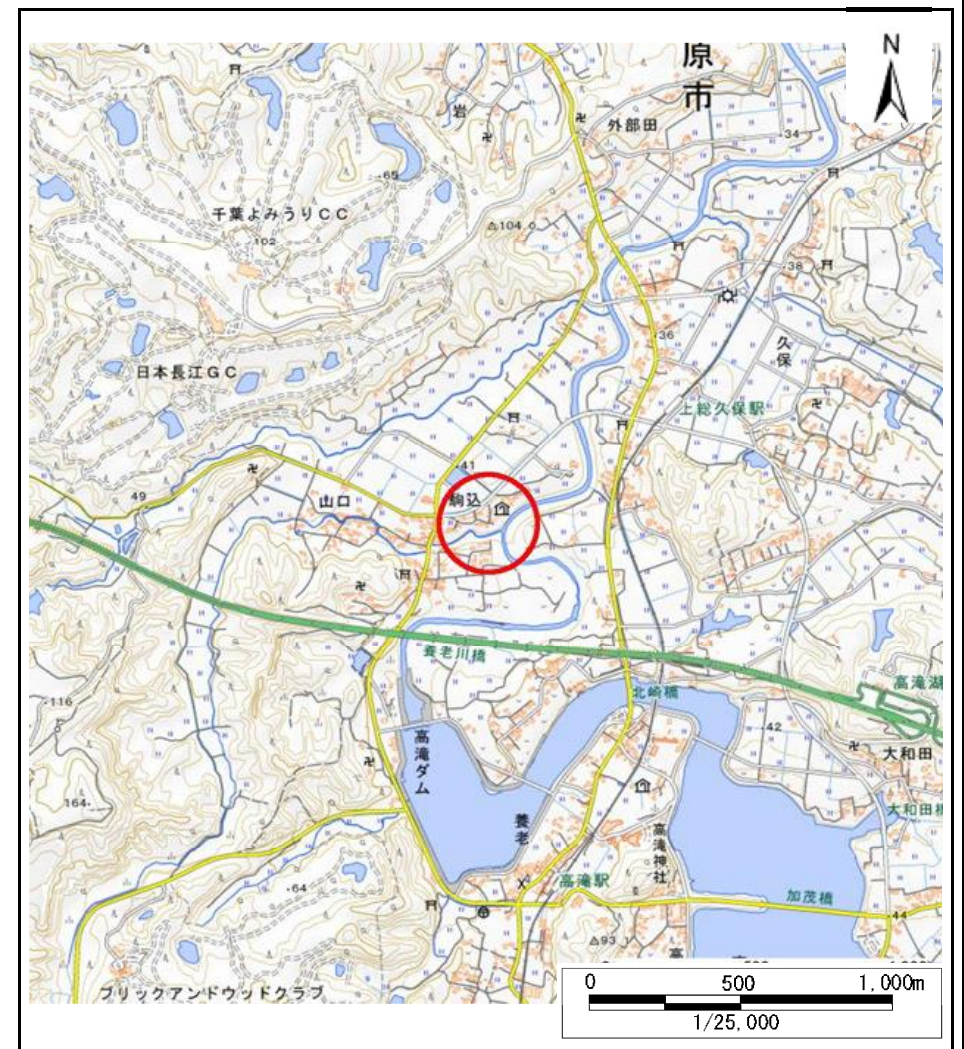 原市
N
岩
外部田
34
65
千葉よみうりCC
102
104.0
38
36
久保
日本長江GC
上総久保駅
41
49
山口
駒込
養老川橋
高滝湖
北崎橋
116
42
大和田
高滝ダム
大和田橋
164
養老
高滝神社
高滝駅
加茂橋
64
44
93.1
高
ブリックアンドウッドクラブ
0 500 1,000m
1/25,000